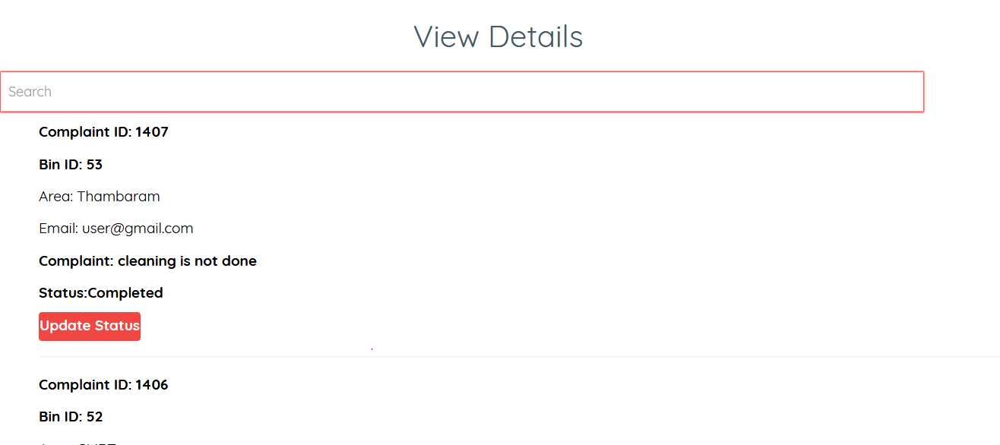 View Details
Search
Complaint ID: 1407
Bin ID: 53
Area: Thambaram
Email: user@gmail.com
Complaint: cleaning is not done
Status:Completed
Update Status
Complaint ID: 1406
Bin ID: 52